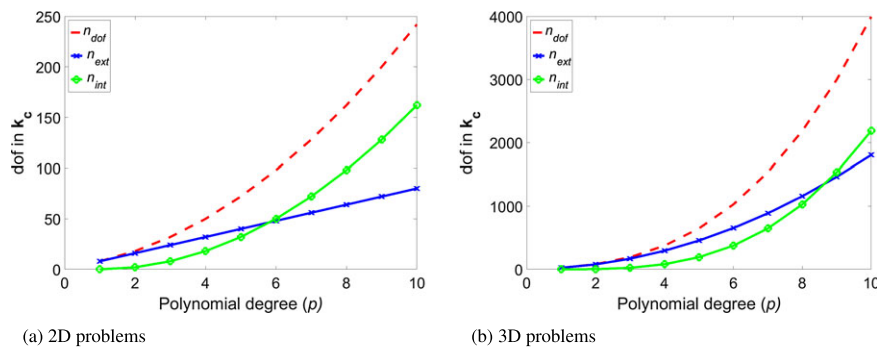 250
200
150
100
50
0
dof in k_c
n_dof
n_ext
n_int
0 2 4 6 8 10
Polynomial degree (p)
(a) 2D problems
4000
3000
2000
1000
0
dof in k_c
n_dof
n_ext
n_int
0 2 4 6 8 10
Polynomial degree (p)
(b) 3D problems